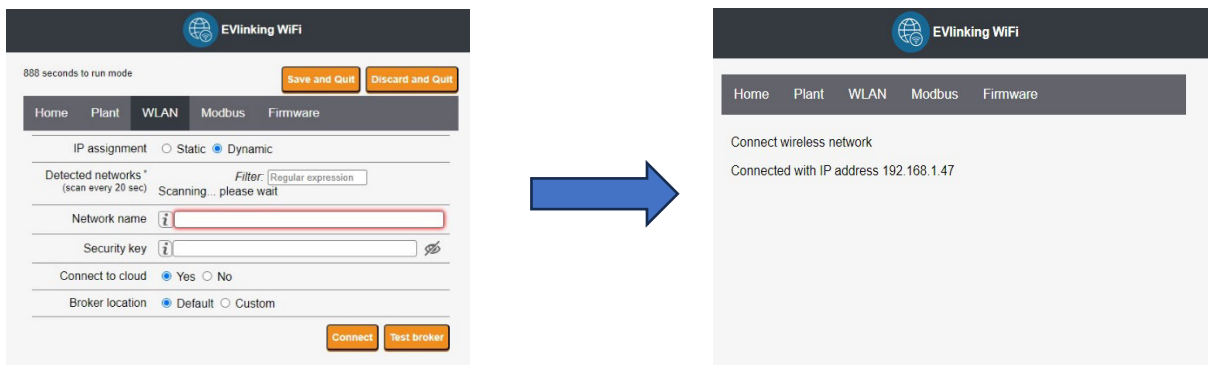 EVlinking WiFi
888 seconds to run mode
Save and Quit
Discard and Quit
Home Plant WLAN Modbus Firmware
IP assignment Static Dynamic
Detected networks* Filter: Regular expression
(scan every 20 sec) Scanning... please wait
Network name i
Security key i
Connect to cloud Yes No
Broker location Default Custom
Connect Test broker
EVlinking WiFi
Home Plant WLAN Modbus Firmware
Connect wireless network
Connected with IP address 192.168.1.47